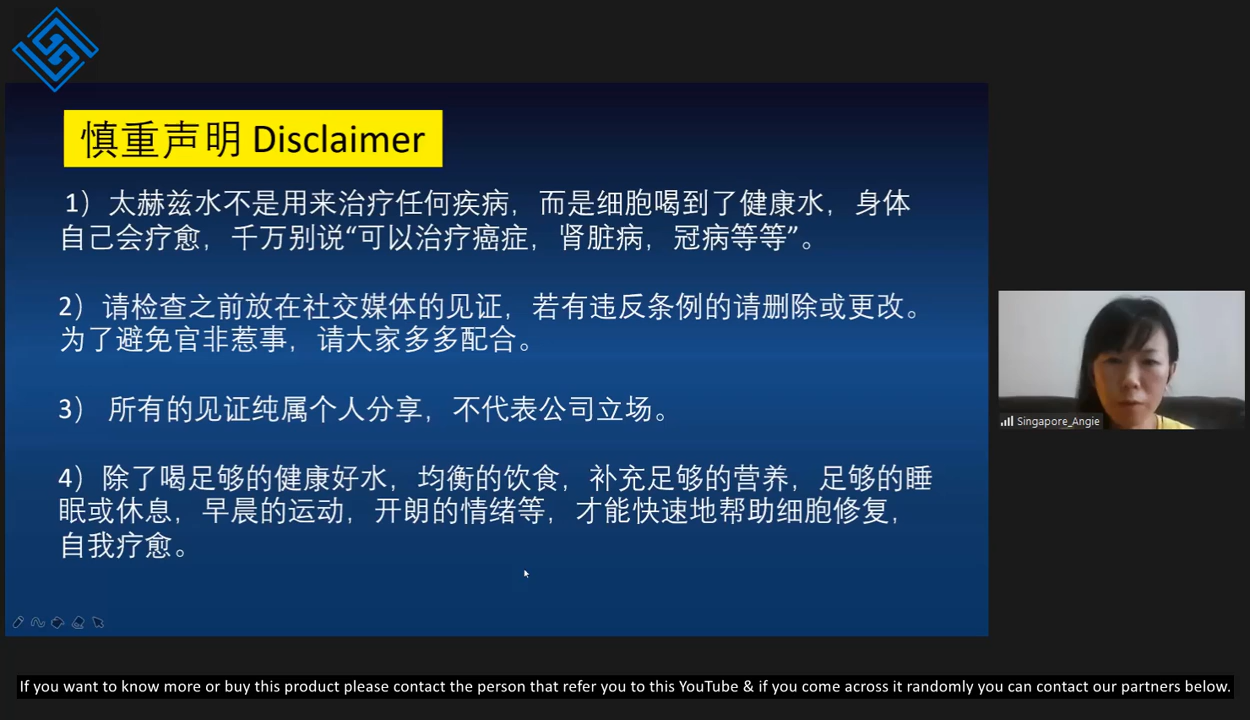 慎重声明 Disclaimer
1）太赫兹水不是用来治疗任何疾病，而是细胞喝到了健康水，身体
自己会疗愈，千万别说“可以治疗癌症，肾脏病，冠病等等”。
2）请检查之前放在社交媒体的见证，若有违反条例的请删除或更改。
为了避免官非惹事，请大家多多配合。
3） 所有的见证纯属个人分享，不代表公司立场。
4）除了喝足够的健康好水，均衡的饮食，补充足够的营养，足够的睡
眠或休息，早晨的运动，开朗的情绪等，才能快速地帮助细胞修复，
自我疗愈。
Singapore_Angie
If you want to know more or buy this product please contact the person that refer you to this YouTube & if you come across it randomly you can contact our partners below.